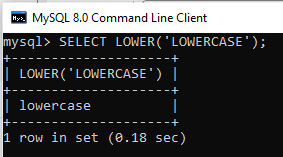 MySQL 8.0 Command Line Client
mysql> SELECT LOWER('LOWERCASE');
+--------------------+
| LOWER('LOWERCASE') |
+--------------------+
| lowercase          |
+--------------------+
1 row in set (0.18 sec)